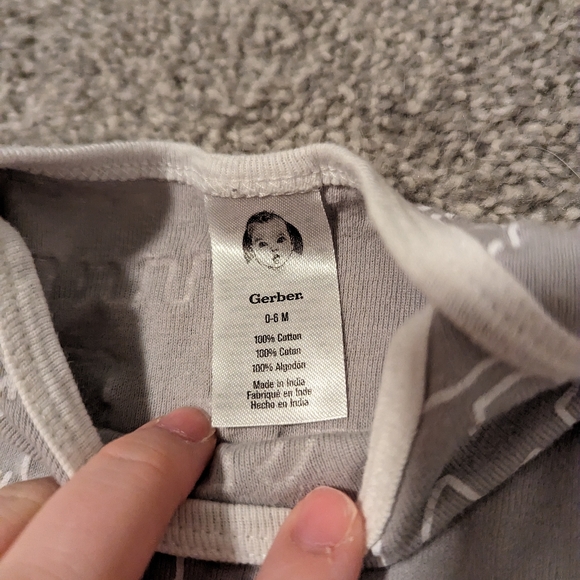 Gerber.
0-6 M
100% Cotton
100% Coton
100% Algodón
Made in India
Fabriqué en Inde
Hecho en India